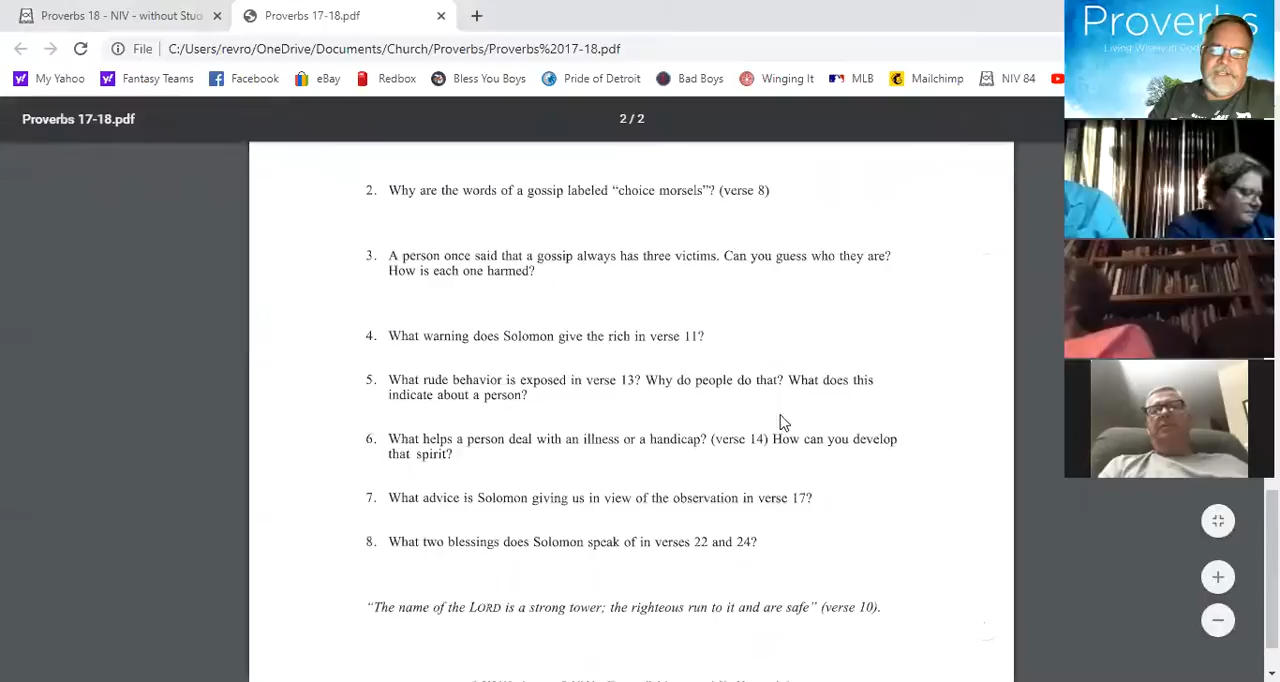 Proverbs 18 - NIV - without Stud
Proverbs 17-18.pdf
File
C:/Users/revro/OneDrive/Documents/Church/Proverbs/Proverbs%2017-18.pdf
My Yahoo
Fantasy Teams
Facebook
eBay
Redbox
Bless You Boys
Pride of Detroit
Bad Boys
Winging It
MLB
Mailchimp
NIV 84
Proverbs
Proverbs 17-18.pdf
2 / 2
2. Why are the words of a gossip labeled “choice morsels”? (verse 8)
3. A person once said that a gossip always has three victims. Can you guess who they are?
How is each one harmed?
4. What warning does Solomon give the rich in verse 11?
5. What rude behavior is exposed in verse 13? Why do people do that? What does this
indicate about a person?
6. What helps a person deal with an illness or a handicap? (verse 14) How can you develop
that spirit?
7. What advice is Solomon giving us in view of the observation in verse 17?
8. What two blessings does Solomon speak of in verses 22 and 24?
“The name of the LORD is a strong tower; the righteous run to it and are safe” (verse 10).